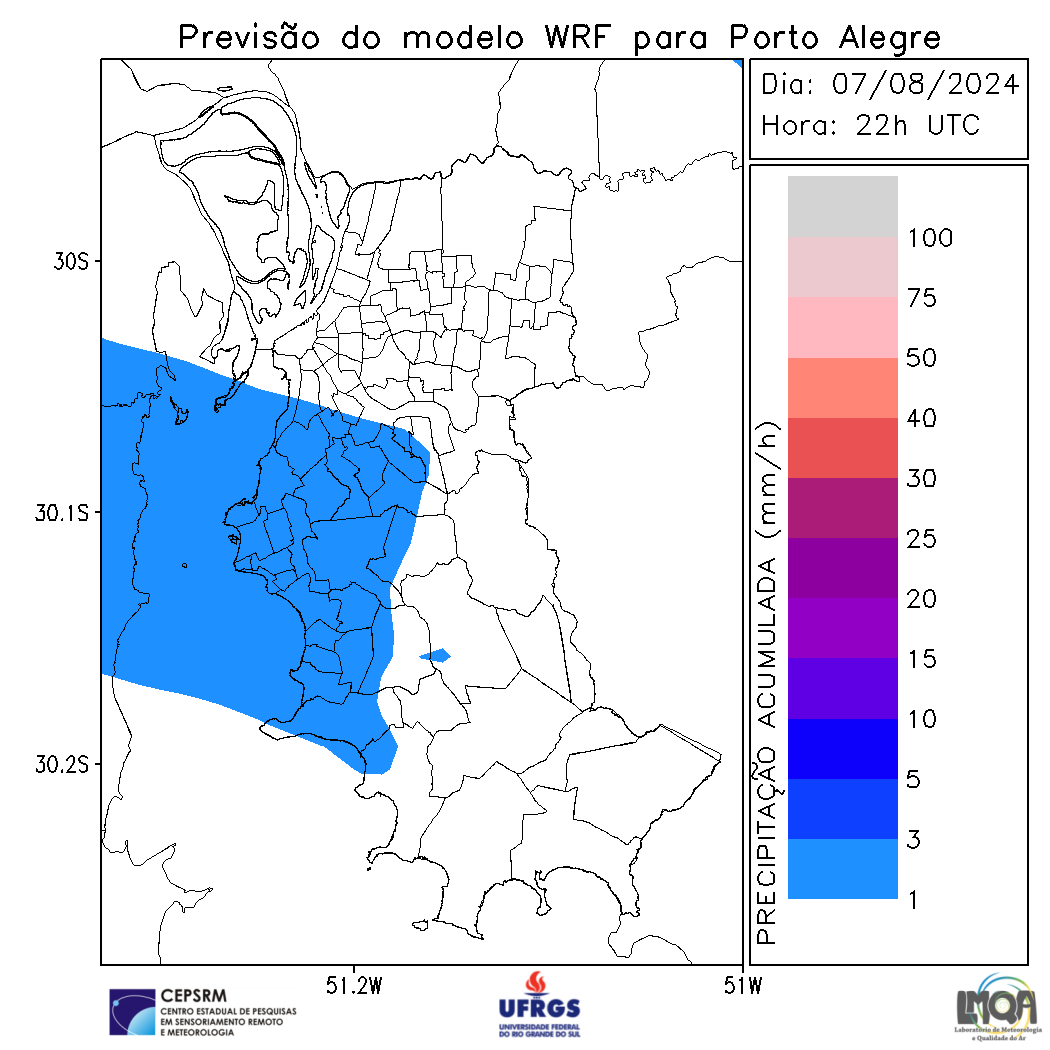 Previsão do modelo WRF para Porto Alegre
Dia: 07/08/2024
Hora: 22h UTC
30S
30.1S
30.2S
51.2W
51W
PRECIPITAÇÃO ACUMULADA (mm/h)
100
75
50
40
30
25
20
15
10
5
3
1
CEPSRM
CENTRO ESTADUAL DE PESQUISAS
EM SENSORIAMENTO REMOTO
E METEOROLOGIA
UFRGS
UNIVERSIDADE FEDERAL
DO RIO GRANDE DO SUL
LMQA
Laboratório de Meteorologia
e Qualidade do Ar